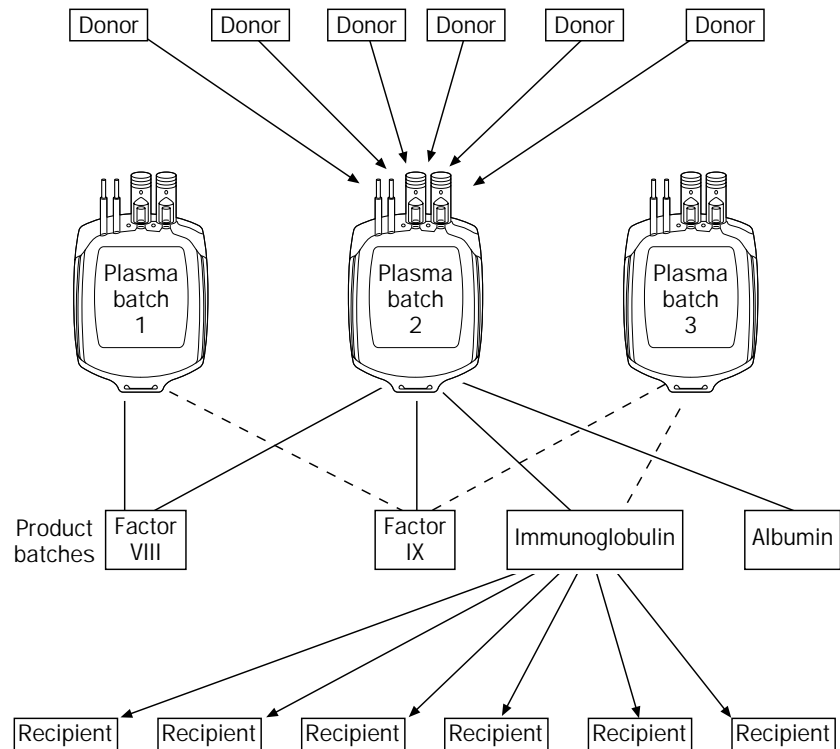 Donor
Donor
Donor
Donor
Donor
Donor
Plasma
batch
1
Plasma
batch
2
Plasma
batch
3
Product
batches
Factor
VIII
Factor
IX
Immunoglobulin
Albumin
Recipient
Recipient
Recipient
Recipient
Recipient
Recipient